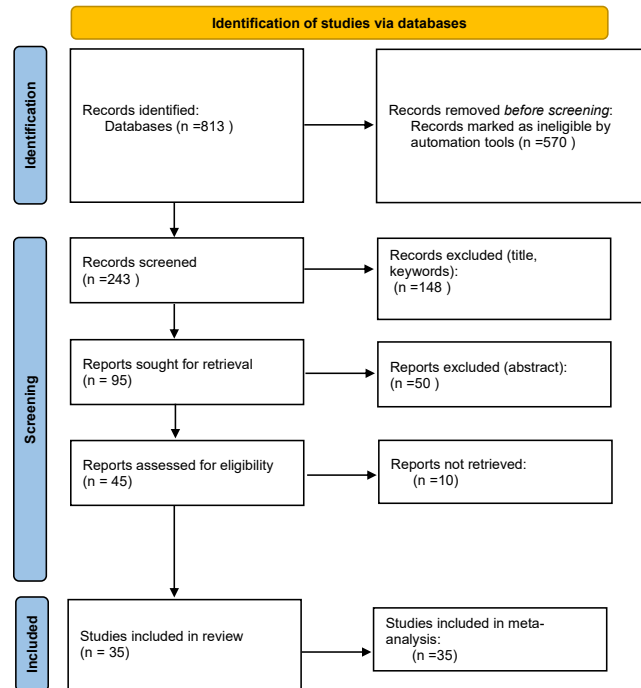 Identification of studies via databases
Identification
Records identified:
Databases (n =813 )
Records removed before screening:
Records marked as ineligible by
automation tools (n =570 )
Screening
Records screened
(n =243 )
Records excluded (title,
keywords):
(n =148 )
Reports sought for retrieval
(n = 95)
Reports excluded (abstract):
(n =50 )
Reports assessed for eligibility
(n = 45)
Reports not retrieved:
(n =10)
Included
Studies included in review
(n = 35)
Studies included in meta-
analysis:
(n =35)